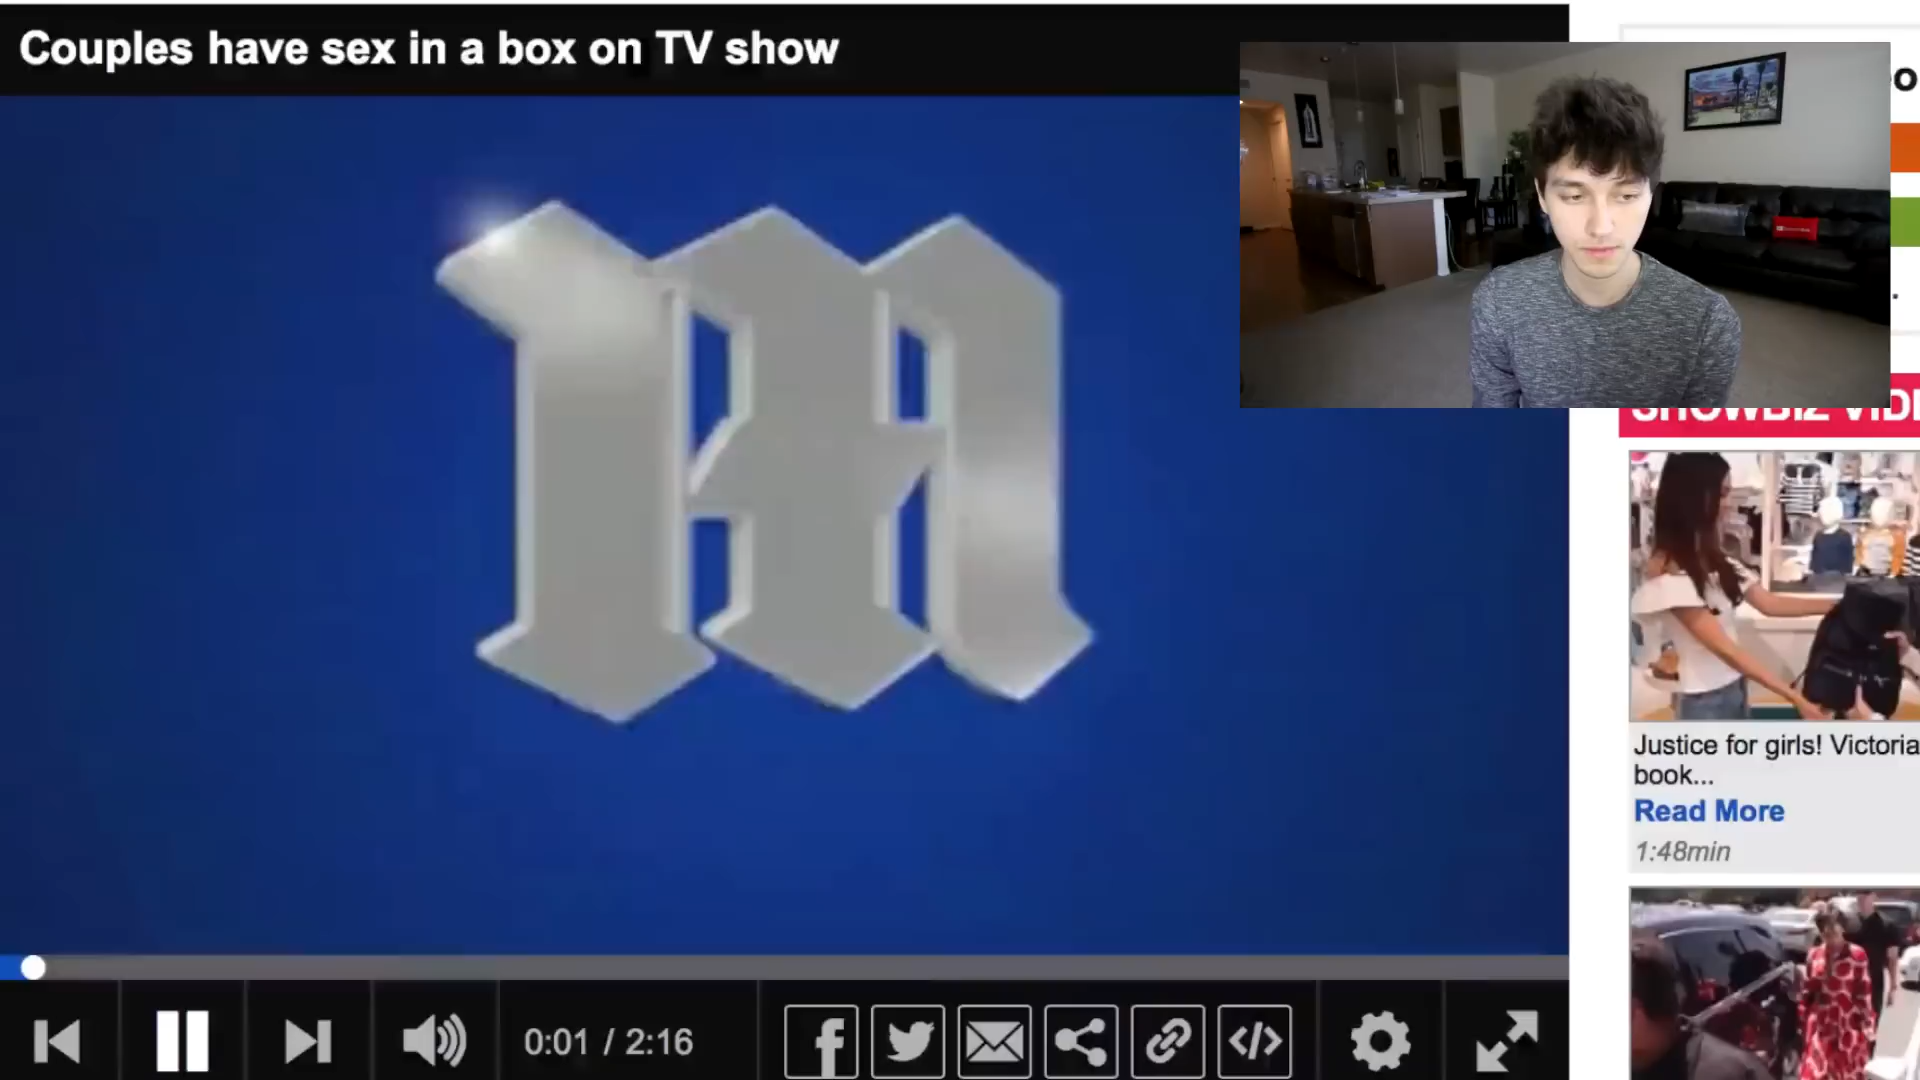 Couples have sex in a box on TV show
Justice for girls! Victoria
book...
Read More
1:48min
0:01 / 2:16